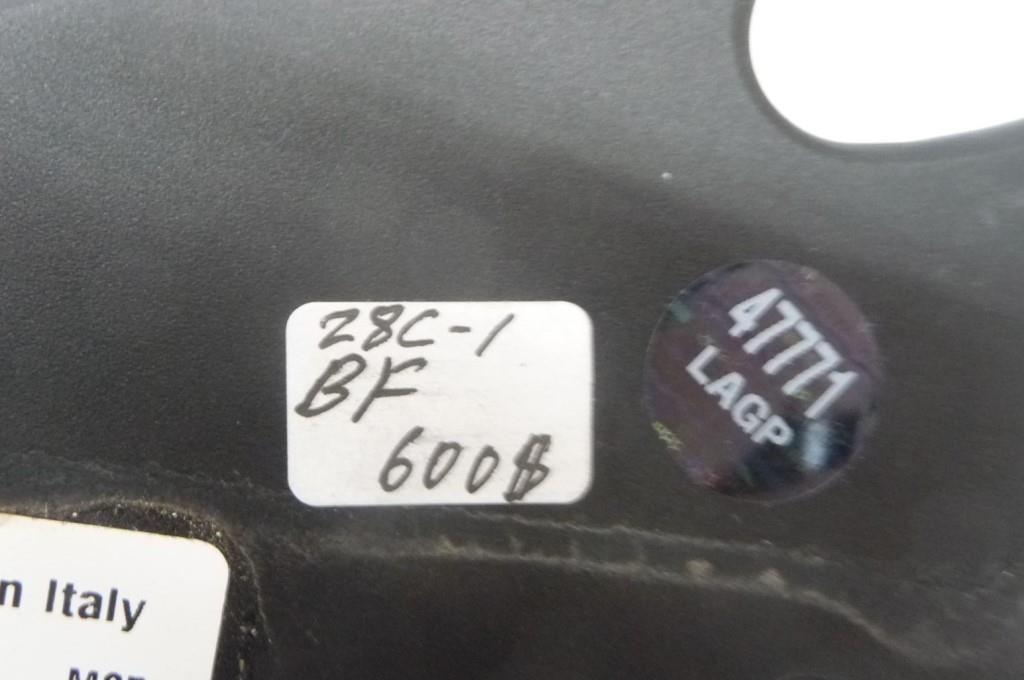 28C-1
BF
600$
47771
LAGP
n Italy